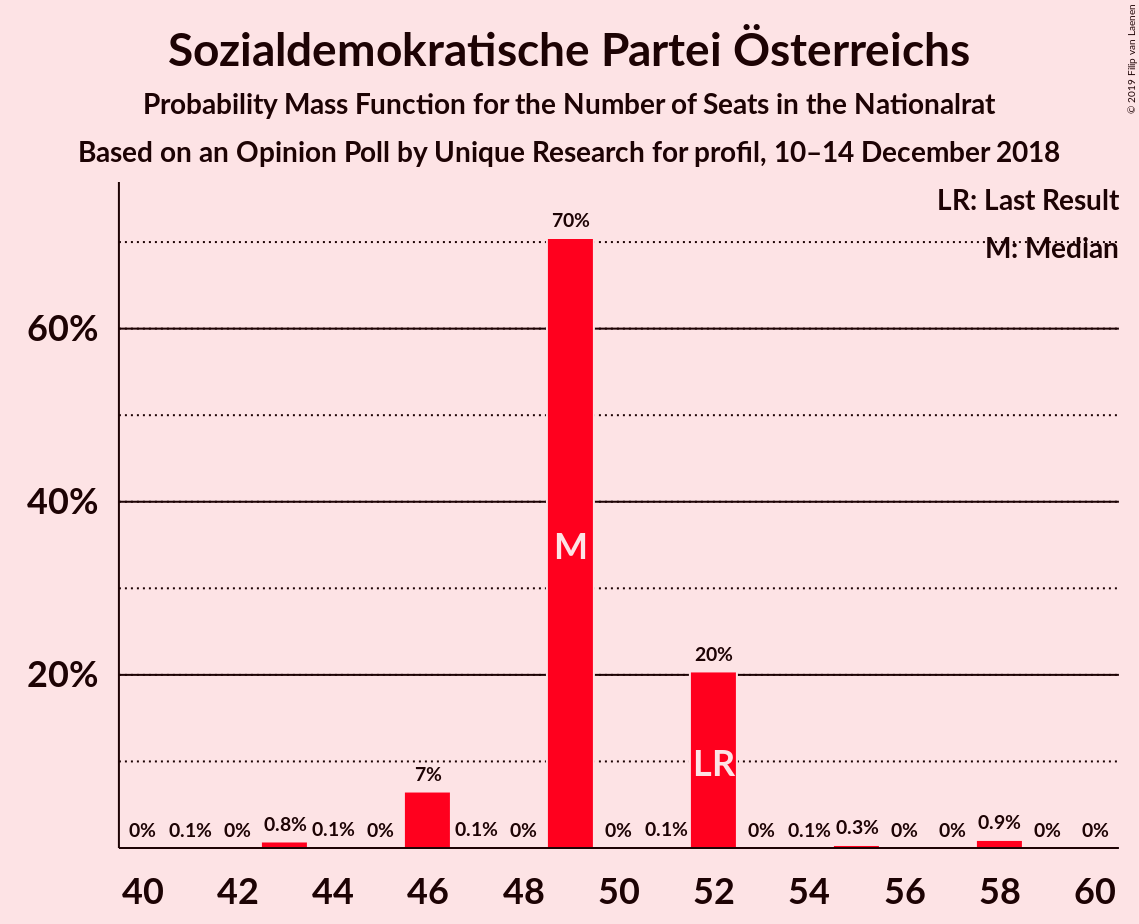 Sozialdemokratische Partei Österreichs
Probability Mass Function for the Number of Seats in the Nationalrat
Based on an Opinion Poll by Unique Research for profil, 10–14 December 2018
© 2019 Filip van Laenen
LR: Last Result
M: Median
60%
40%
20%
0% 0.1% 0% 0.8% 0.1% 0% 7% 0.1% 0% 70% 0% 0.1% 20% 0% 0.1% 0.3% 0% 0% 0.9% 0% 0%
M
LR
40 42 44 46 48 50 52 54 56 58 60